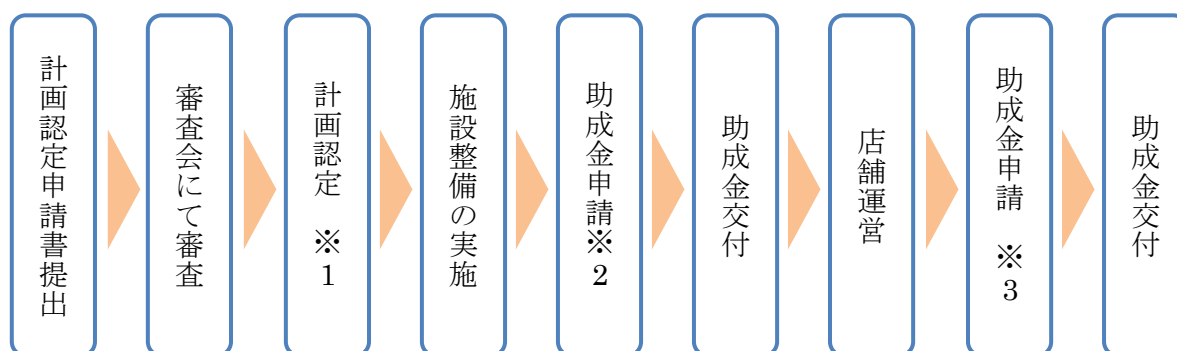 計画認定申請書提出
審査会にて審査
計画認定　※1
施設整備の実施
助成金申請※2
助成金交付
店舗運営
助成金申請　※3
助成金交付